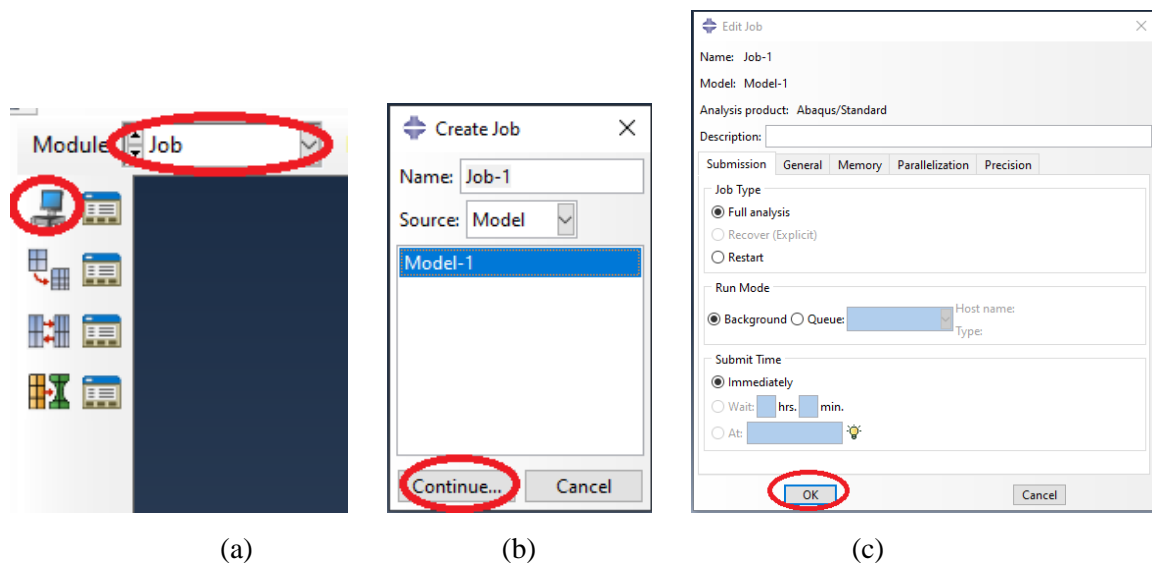 Module Job
Create Job
Name: Job-1
Source: Model
Model-1
Continue... Cancel
Edit Job
Name: Job-1
Model: Model-1
Analysis product: Abaqus/Standard
Description:
Submission General Memory Parallelization Precision
Job Type
Full analysis
Recover (Explicit)
Restart
Run Mode
Background Queue: Host name:
Type:
Submit Time
Immediately
Wait: hrs. min.
At:
OK Cancel
(a) (b) (c)